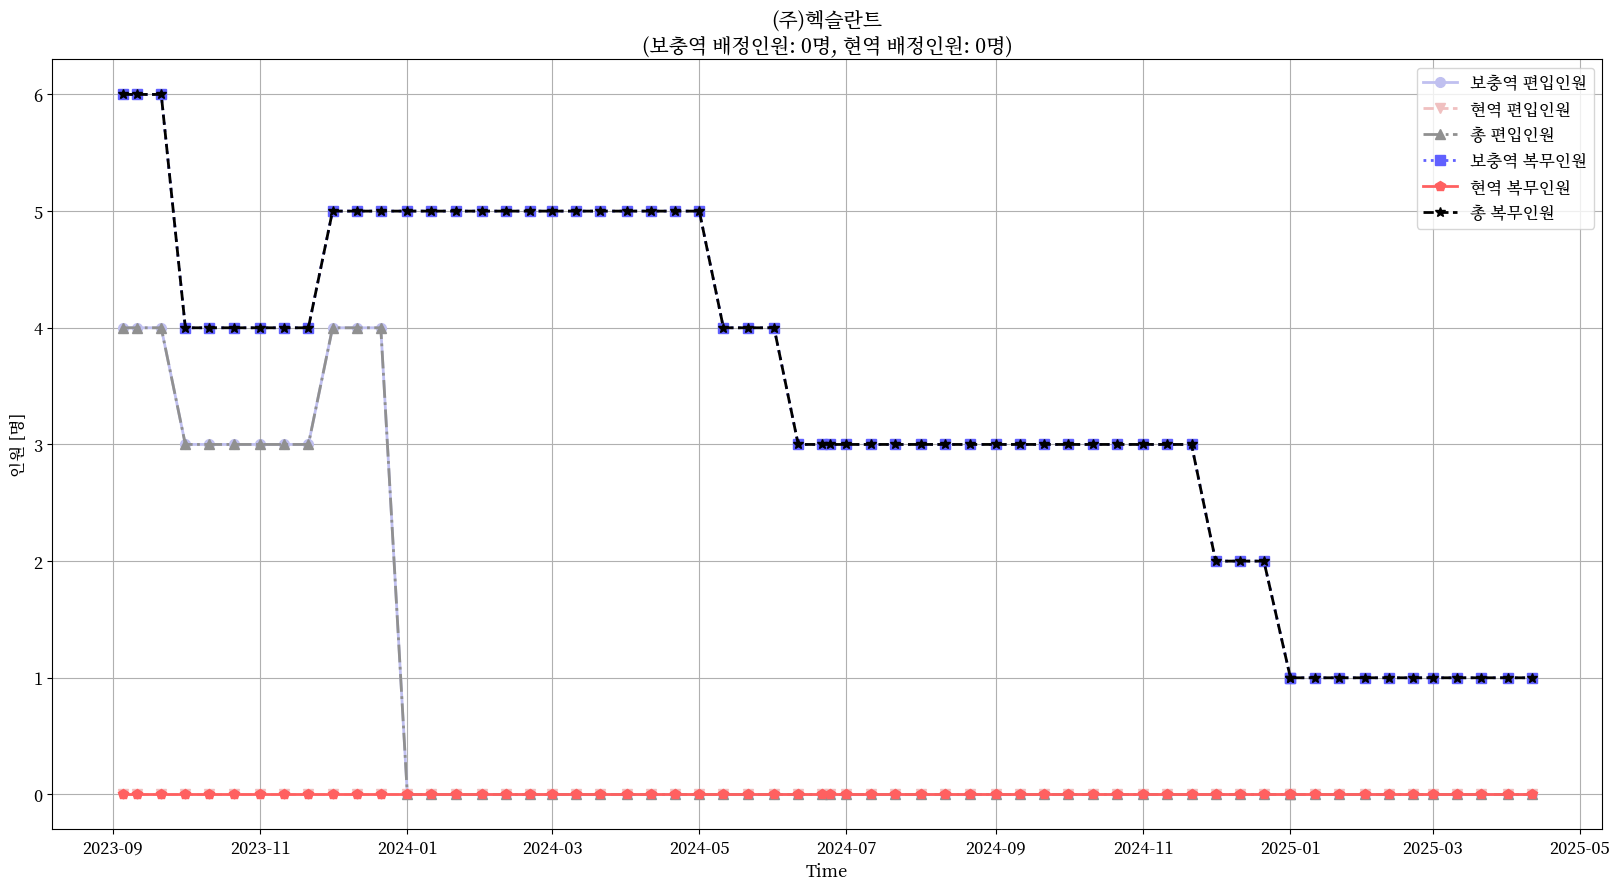 (주)헥슬란트
(보충역 배정인원: 0명, 현역 배정인원: 0명)
보충역 편입인원
현역 편입인원
총 편입인원
보충역 복무인원
현역 복무인원
총 복무인원
인원 [명]
6
5
4
3
2
1
0
2023-09
2023-11
2024-01
2024-03
2024-05
2024-07
2024-09
2024-11
2025-01
2025-03
2025-05
Time